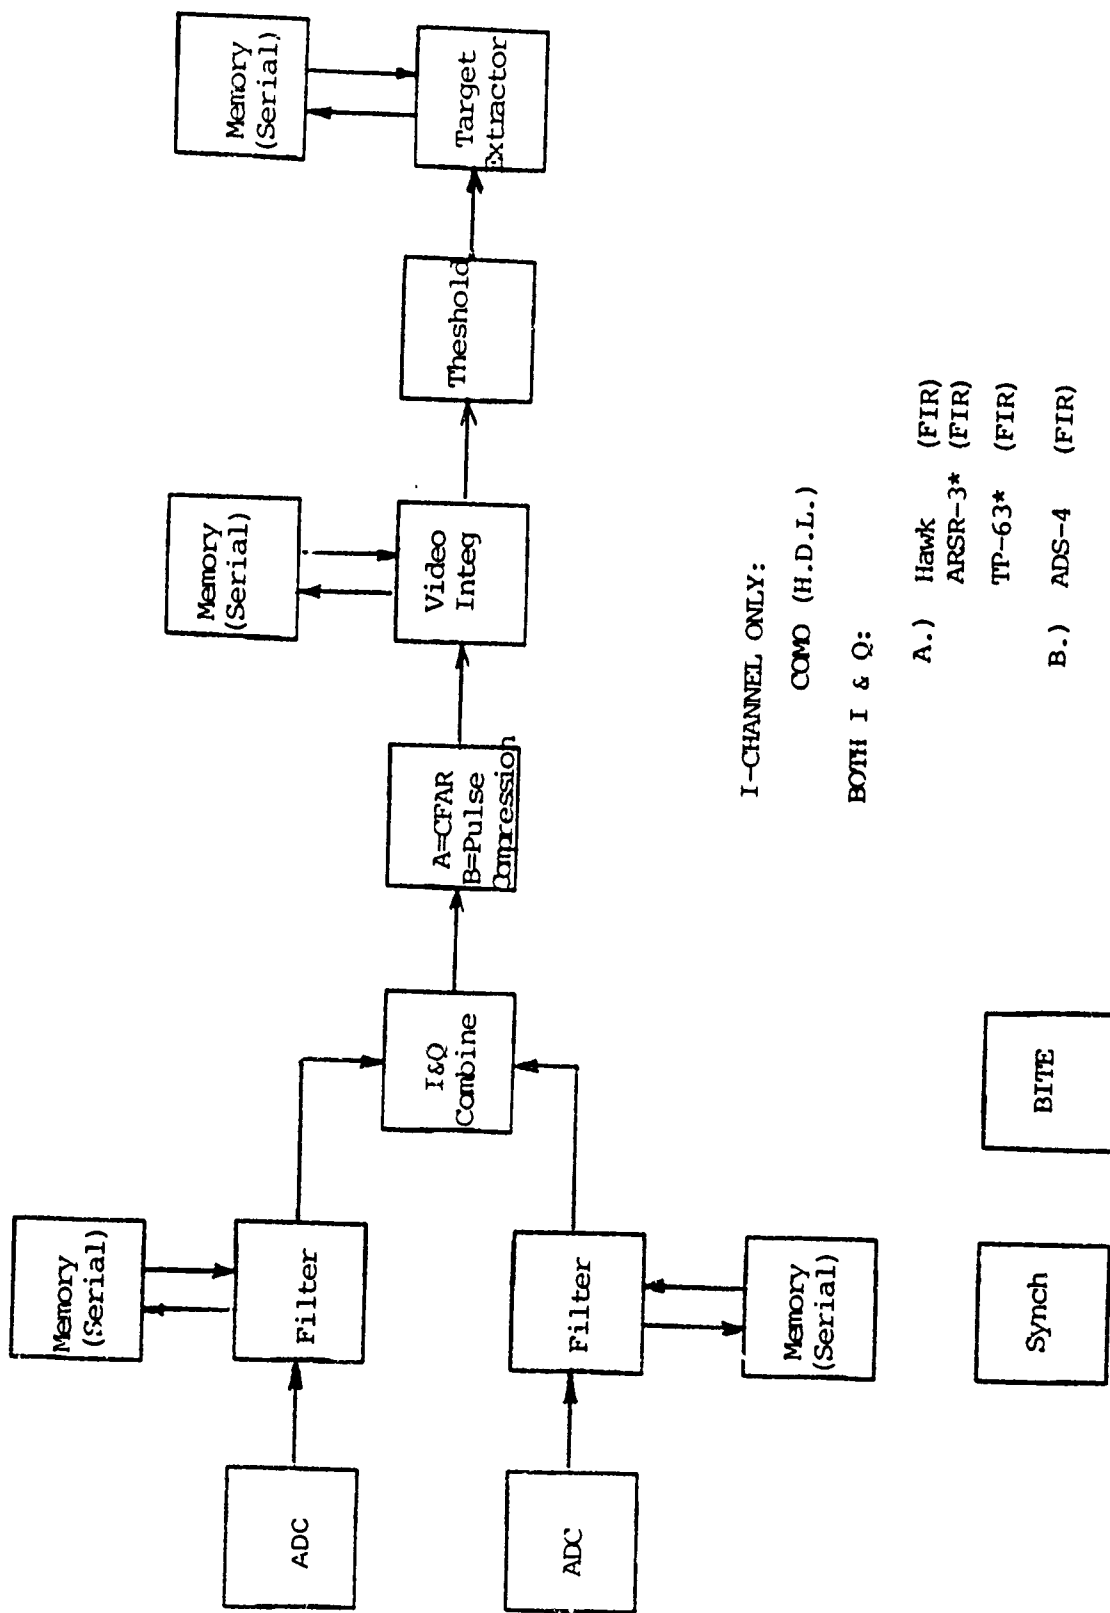 Memory
(Serial)
Memory
(Serial)
Memory
(Serial)
ADC
Filter
I&Q
Combine
A=CFAR
B=Pulse
Compression
Video
Integ
Theshold
Target
Extractor
ADC
Filter
Memory
(Serial)
I-CHANNEL ONLY:
COMO (H.D.L.)
BOTH I & Q:
A.) Hawk (FIR)
ARSR-3* (FIR)
TP-63* (FIR)
B.) ADS-4 (FIR)
Synch
BITE